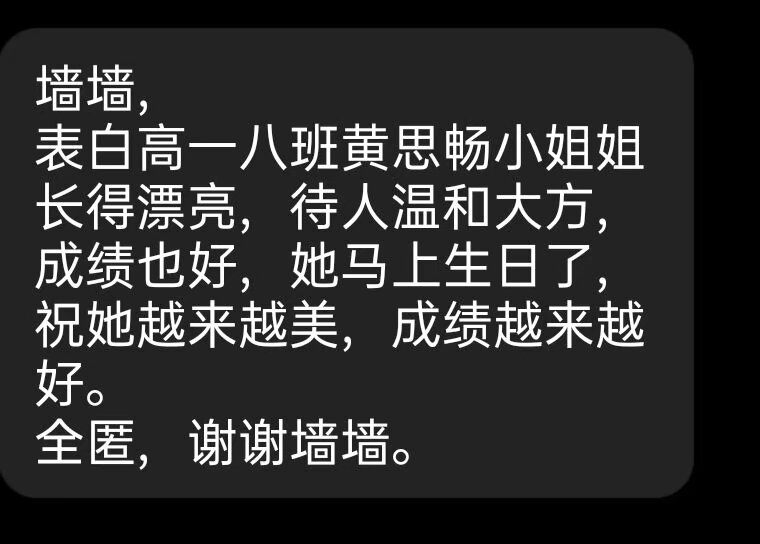 墙墙，
表白高一八班黄思畅小姐姐
长得漂亮，待人温和大方，
成绩也好，她马上生日了，
祝她越来越美，成绩越来越
好。
全匿，谢谢墙墙。